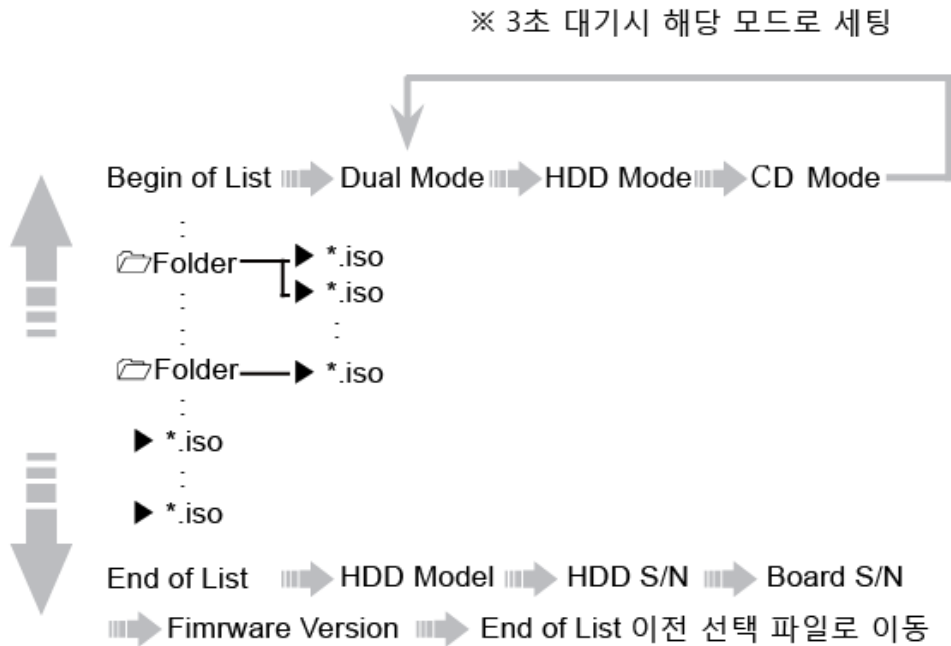 ※ 3초 대기시 해당 모드로 세팅
Begin of List Dual Mode HDD Mode CD Mode
:
Folder ▶ *.iso
▶ *.iso
: :
:
Folder ▶ *.iso
:
▶ *.iso
:
▶ *.iso
End of List HDD Model HDD S/N Board S/N
Fimrware Version End of List 이전 선택 파일로 이동